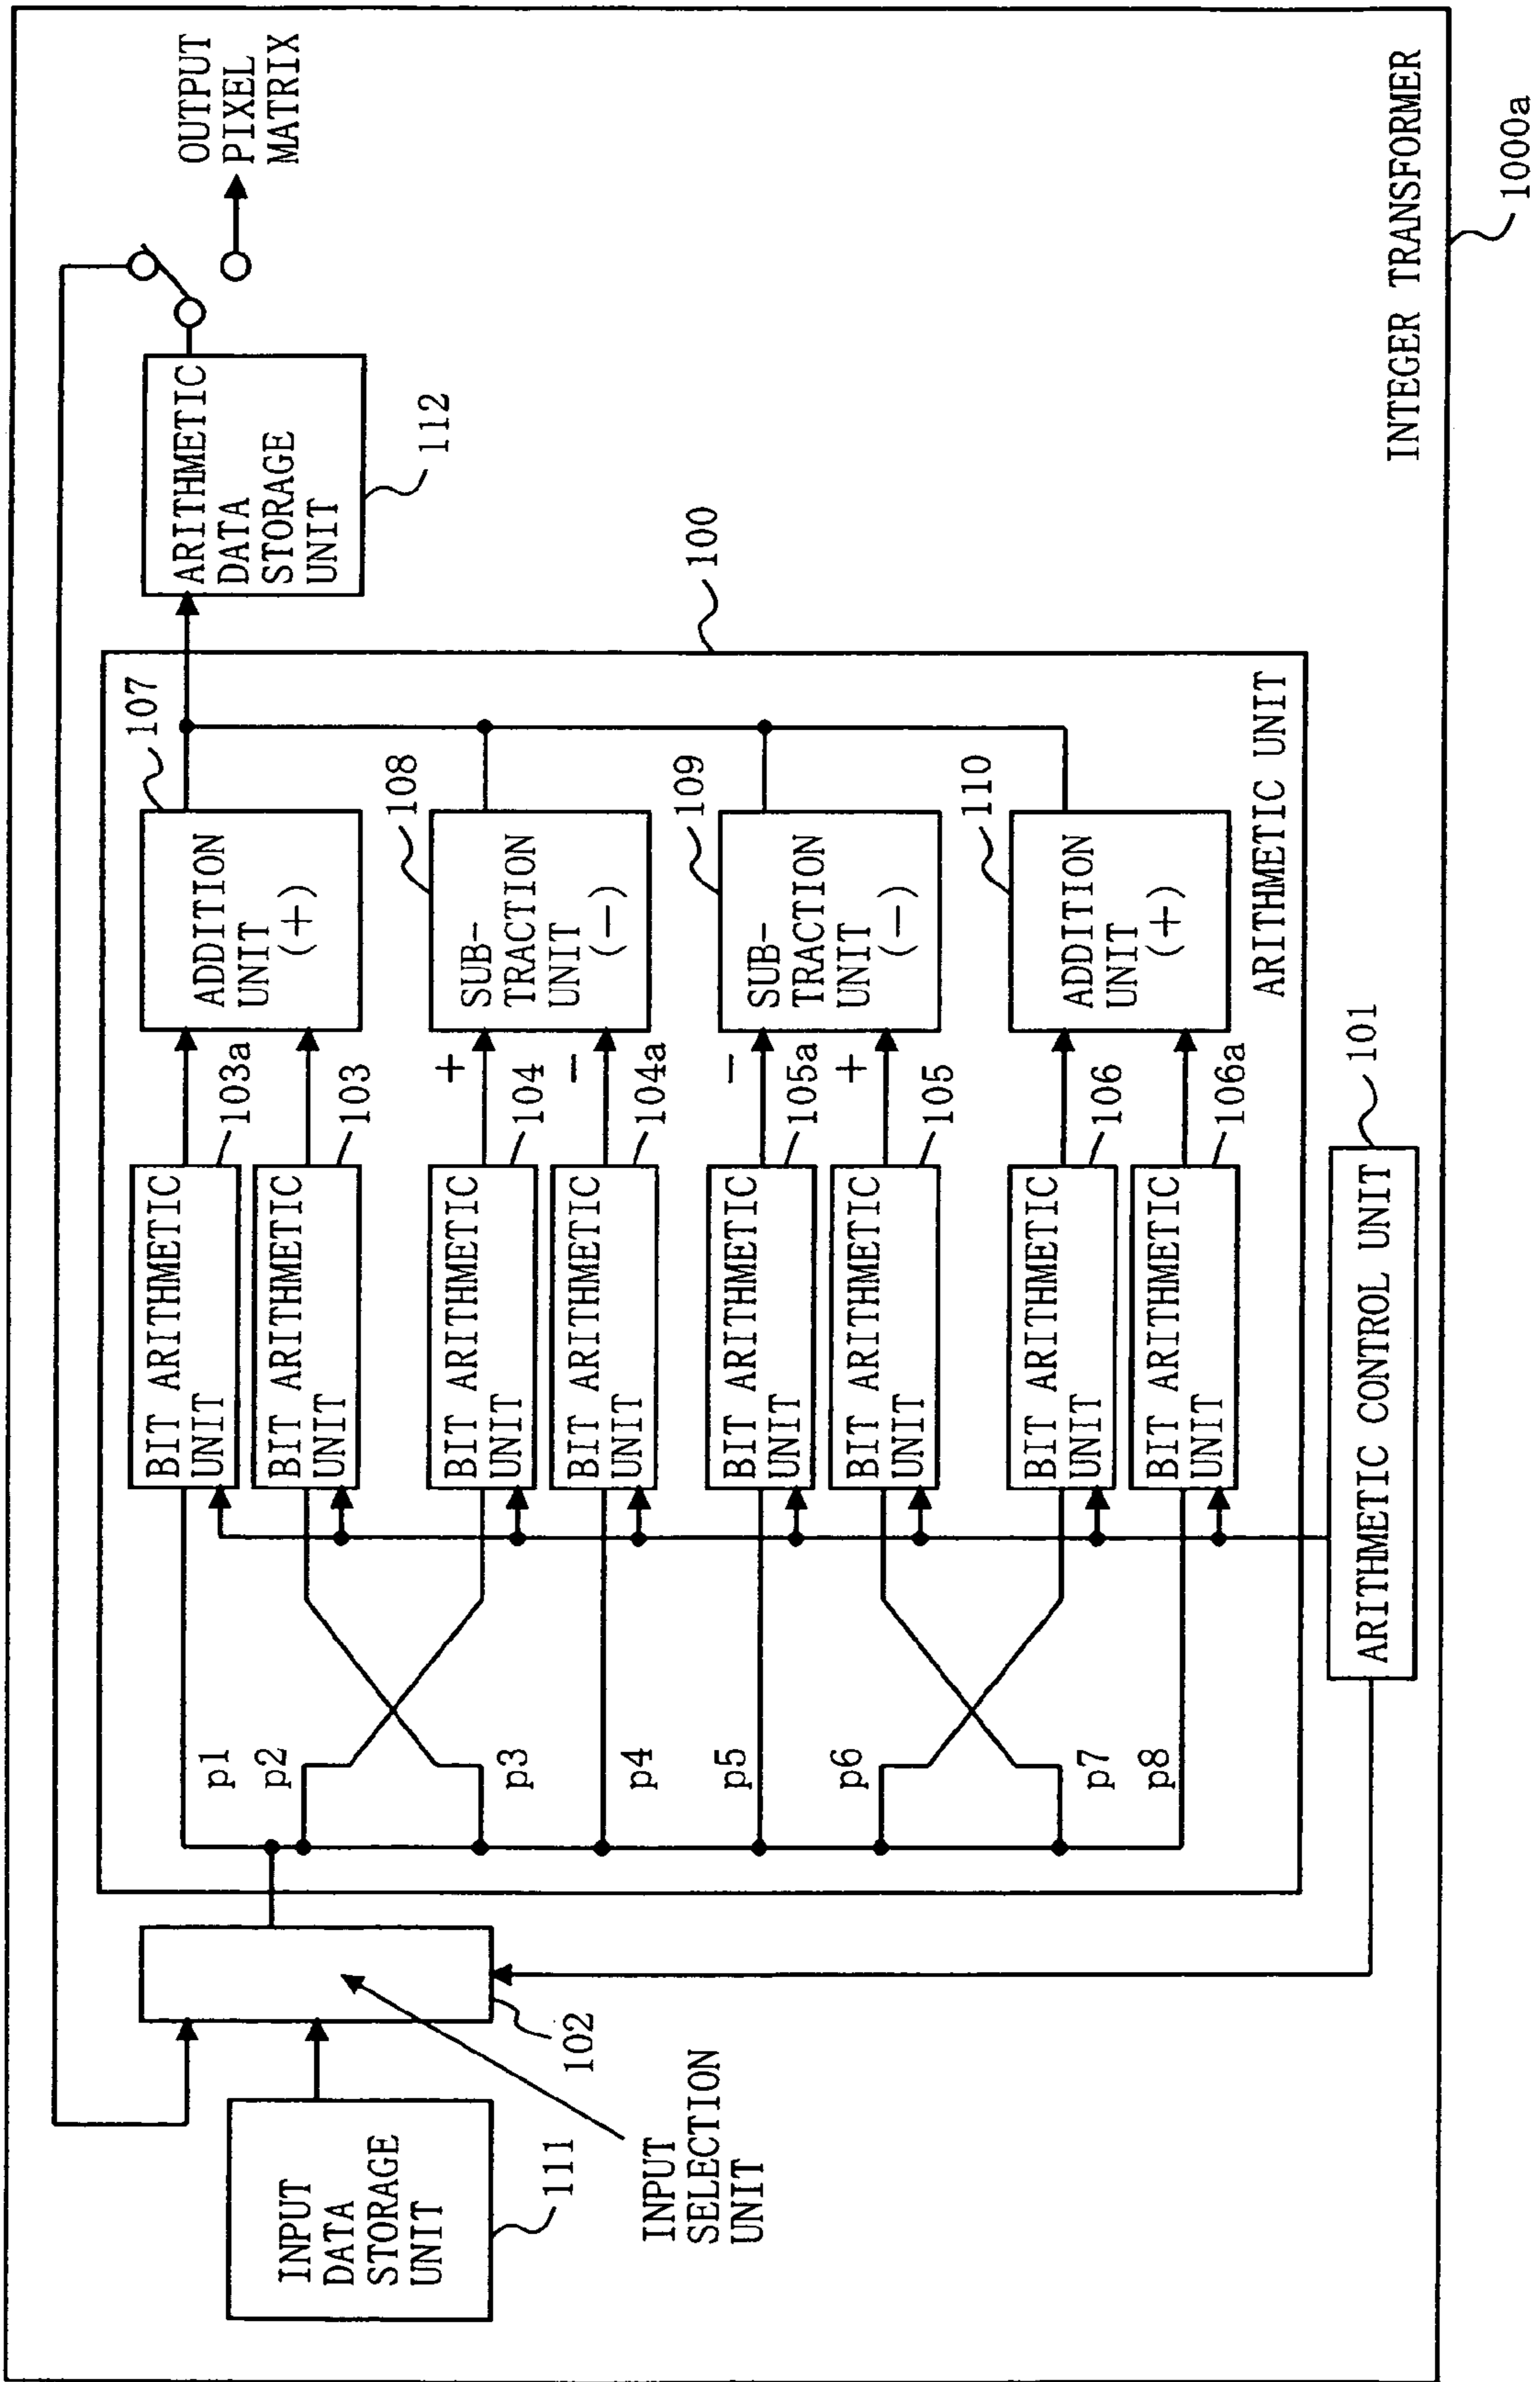 INPUT
DATA
STORAGE
UNIT
111
INPUT
SELECTION
UNIT
102
p1
p2
p3
p4
p5
p6
p7
p8
BIT ARITHMETIC
UNIT
103a
BIT ARITHMETIC
UNIT
103
BIT ARITHMETIC
UNIT
104
BIT ARITHMETIC
UNIT
104a
BIT ARITHMETIC
UNIT
105a
BIT ARITHMETIC
UNIT
105
BIT ARITHMETIC
UNIT
106
BIT ARITHMETIC
UNIT
106a
+
−
−
+
ADDITION
UNIT
(+)
107
SUB-
TRACTION
UNIT
(−)
108
SUB-
TRACTION
UNIT
(−)
109
ADDITION
UNIT
(+)
110
ARITHMETIC UNIT
100
ARITHMETIC CONTROL UNIT
101
ARITHMETIC
DATA
STORAGE
UNIT
112
OUTPUT
PIXEL
MATRIX
INTEGER TRANSFORMER
1000a